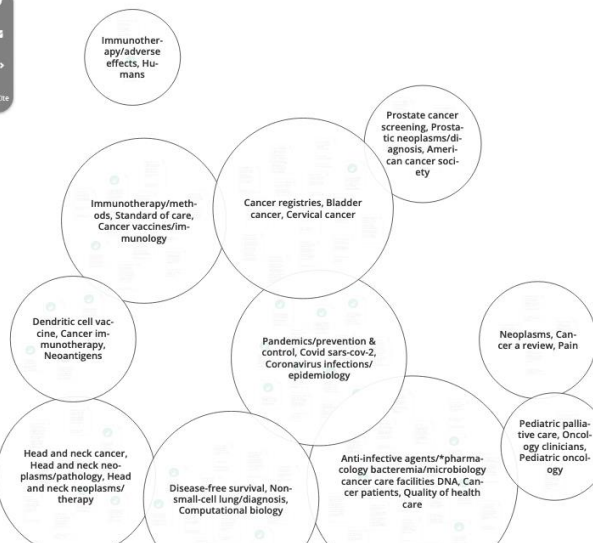 Immunother-
apy/adverse
effects, Hu-
mans
Prostate cancer
screening, Prosta-
tic neoplasms/di-
agnosis, Ameri-
can cancer soci-
ety
Immunotherapy/meth-
ods, Standard of care,
Cancer vaccines/im-
munology
Cancer registries, Bladder
cancer, Cervical cancer
Dendritic cell vac-
cine, Cancer im-
munotherapy,
Neoantigens
Pandemics/prevention &
control, Covid sars-cov-2,
Coronavirus infections/
epidemiology
Neoplasms, Can-
cer a review, Pain
Head and neck cancer,
Head and neck neo-
plasms/pathology, Head
and neck neoplasms/
therapy
Disease-free survival, Non-
small-cell lung/diagnosis,
Computational biology
Anti-infective agents/*pharma-
cology bacteremia/microbiology
cancer care facilities DNA, Can-
cer patients, Quality of health
care
Pediatric pallia-
tive care, Oncol-
ogy clinicians,
Pediatric oncol-
ogy